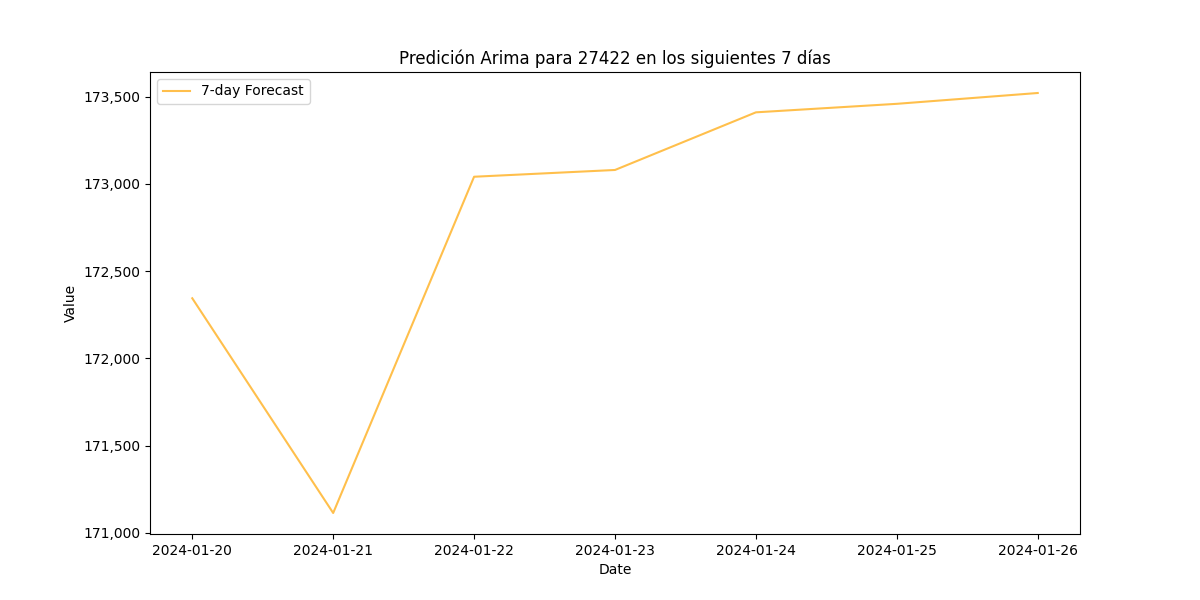 Predición Arima para 27422 en los siguientes 7 días
7-day Forecast
173,500
173,000
172,500
172,000
171,500
171,000
Value
2024-01-20 2024-01-21 2024-01-22 2024-01-23 2024-01-24 2024-01-25 2024-01-26
Date